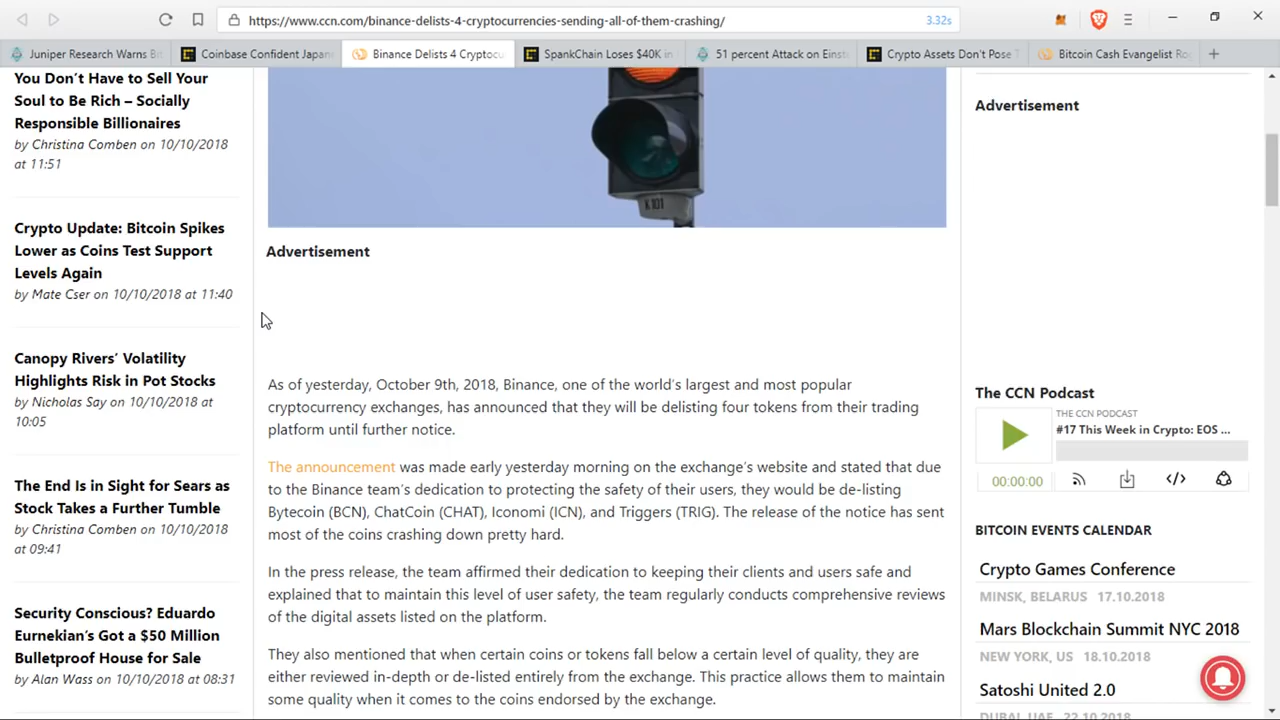 https://www.ccn.com/binance-delists-4-cryptocurrencies-sending-all-of-them-crashing/
3.32s
Juniper Research Warns Bi
Coinbase Confident Japane
Binance Delists 4 Cryptocu
SpankChain Loses $40K in
51 percent Attack on Einst
Crypto Assets Don't Pose T
Bitcoin Cash Evangelist Ro
You Don't Have to Sell Your
Soul to Be Rich – Socially
Responsible Billionaires
by Christina Comben on 10/10/2018
at 11:51
Crypto Update: Bitcoin Spikes
Lower as Coins Test Support
Levels Again
by Mate Cser on 10/10/2018 at 11:40
Canopy Rivers' Volatility
Highlights Risk in Pot Stocks
by Nicholas Say on 10/10/2018 at
10:05
The End Is in Sight for Sears as
Stock Takes a Further Tumble
by Christina Comben on 10/10/2018
at 09:41
Security Conscious? Eduardo
Eurnekian's Got a $50 Million
Bulletproof House for Sale
by Alan Wass on 10/10/2018 at 08:31
K 101
Advertisement
As of yesterday, October 9th, 2018, Binance, one of the world's largest and most popular
cryptocurrency exchanges, has announced that they will be delisting four tokens from their trading
platform until further notice.
The announcement was made early yesterday morning on the exchange's website and stated that due
to the Binance team's dedication to protecting the safety of their users, they would be de-listing
Bytecoin (BCN), ChatCoin (CHAT), Iconomi (ICN), and Triggers (TRIG). The release of the notice has sent
most of the coins crashing down pretty hard.
In the press release, the team affirmed their dedication to keeping their clients and users safe and
explained that to maintain this level of user safety, the team regularly conducts comprehensive reviews
of the digital assets listed on the platform.
They also mentioned that when certain coins or tokens fall below a certain level of quality, they are
either reviewed in-depth or de-listed entirely from the exchange. This practice allows them to maintain
some quality when it comes to the coins endorsed by the exchange.
Advertisement
The CCN Podcast
THE CCN PODCAST
#17 This Week in Crypto: EOS ...
00:00:00
BITCOIN EVENTS CALENDAR
Crypto Games Conference
MINSK, BELARUS 17.10.2018
Mars Blockchain Summit NYC 2018
NEW YORK, US 18.10.2018
Satoshi United 2.0
DUBAI, UAE 22.10.2018